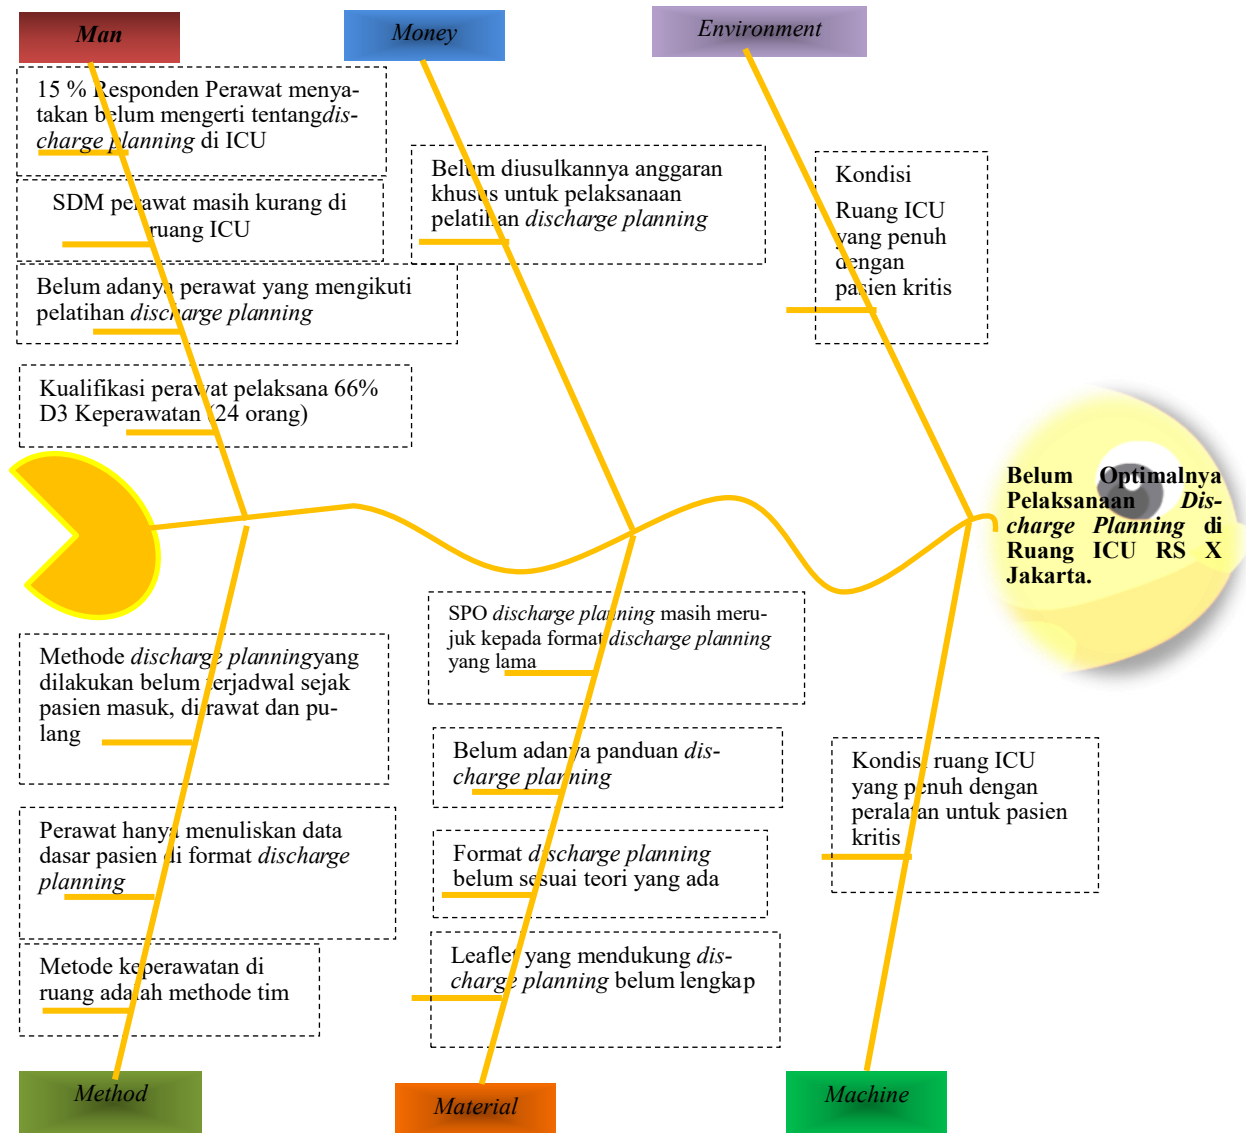 Man
Money
Environment
15 % Responden Perawat menya-
takan belum mengerti tentangdis-
charge planning di ICU
SDM perawat masih kurang di
ruang ICU
Belum adanya perawat yang mengikuti
pelatihan discharge planning
Kualifikasi perawat pelaksana 66%
D3 Keperawatan (24 orang)
Belum diusulkannya anggaran
khusus untuk pelaksanaan
pelatihan discharge planning
Kondisi
Ruang ICU
yang penuh
dengan
pasien kritis
Belum Optimalnya
Pelaksanaan Dis-
charge Planning di
Ruang ICU RS X
Jakarta.
Methode discharge planningyang
dilakukan belum terjadwal sejak
pasien masuk, di rawat dan pu-
lang
Perawat hanya menuliskan data
dasar pasien di format discharge
planning
Metode keperawatan di
ruang adalah methode tim
SPO discharge planning masih meru-
juk kepada format discharge planning
yang lama
Belum adanya panduan dis-
charge planning
Format discharge planning
belum sesuai teori yang ada
Leaflet yang mendukung dis-
charge planning belum lengkap
Kondisi ruang ICU
yang penuh dengan
peralatan untuk pasien
kritis
Method
Material
Machine